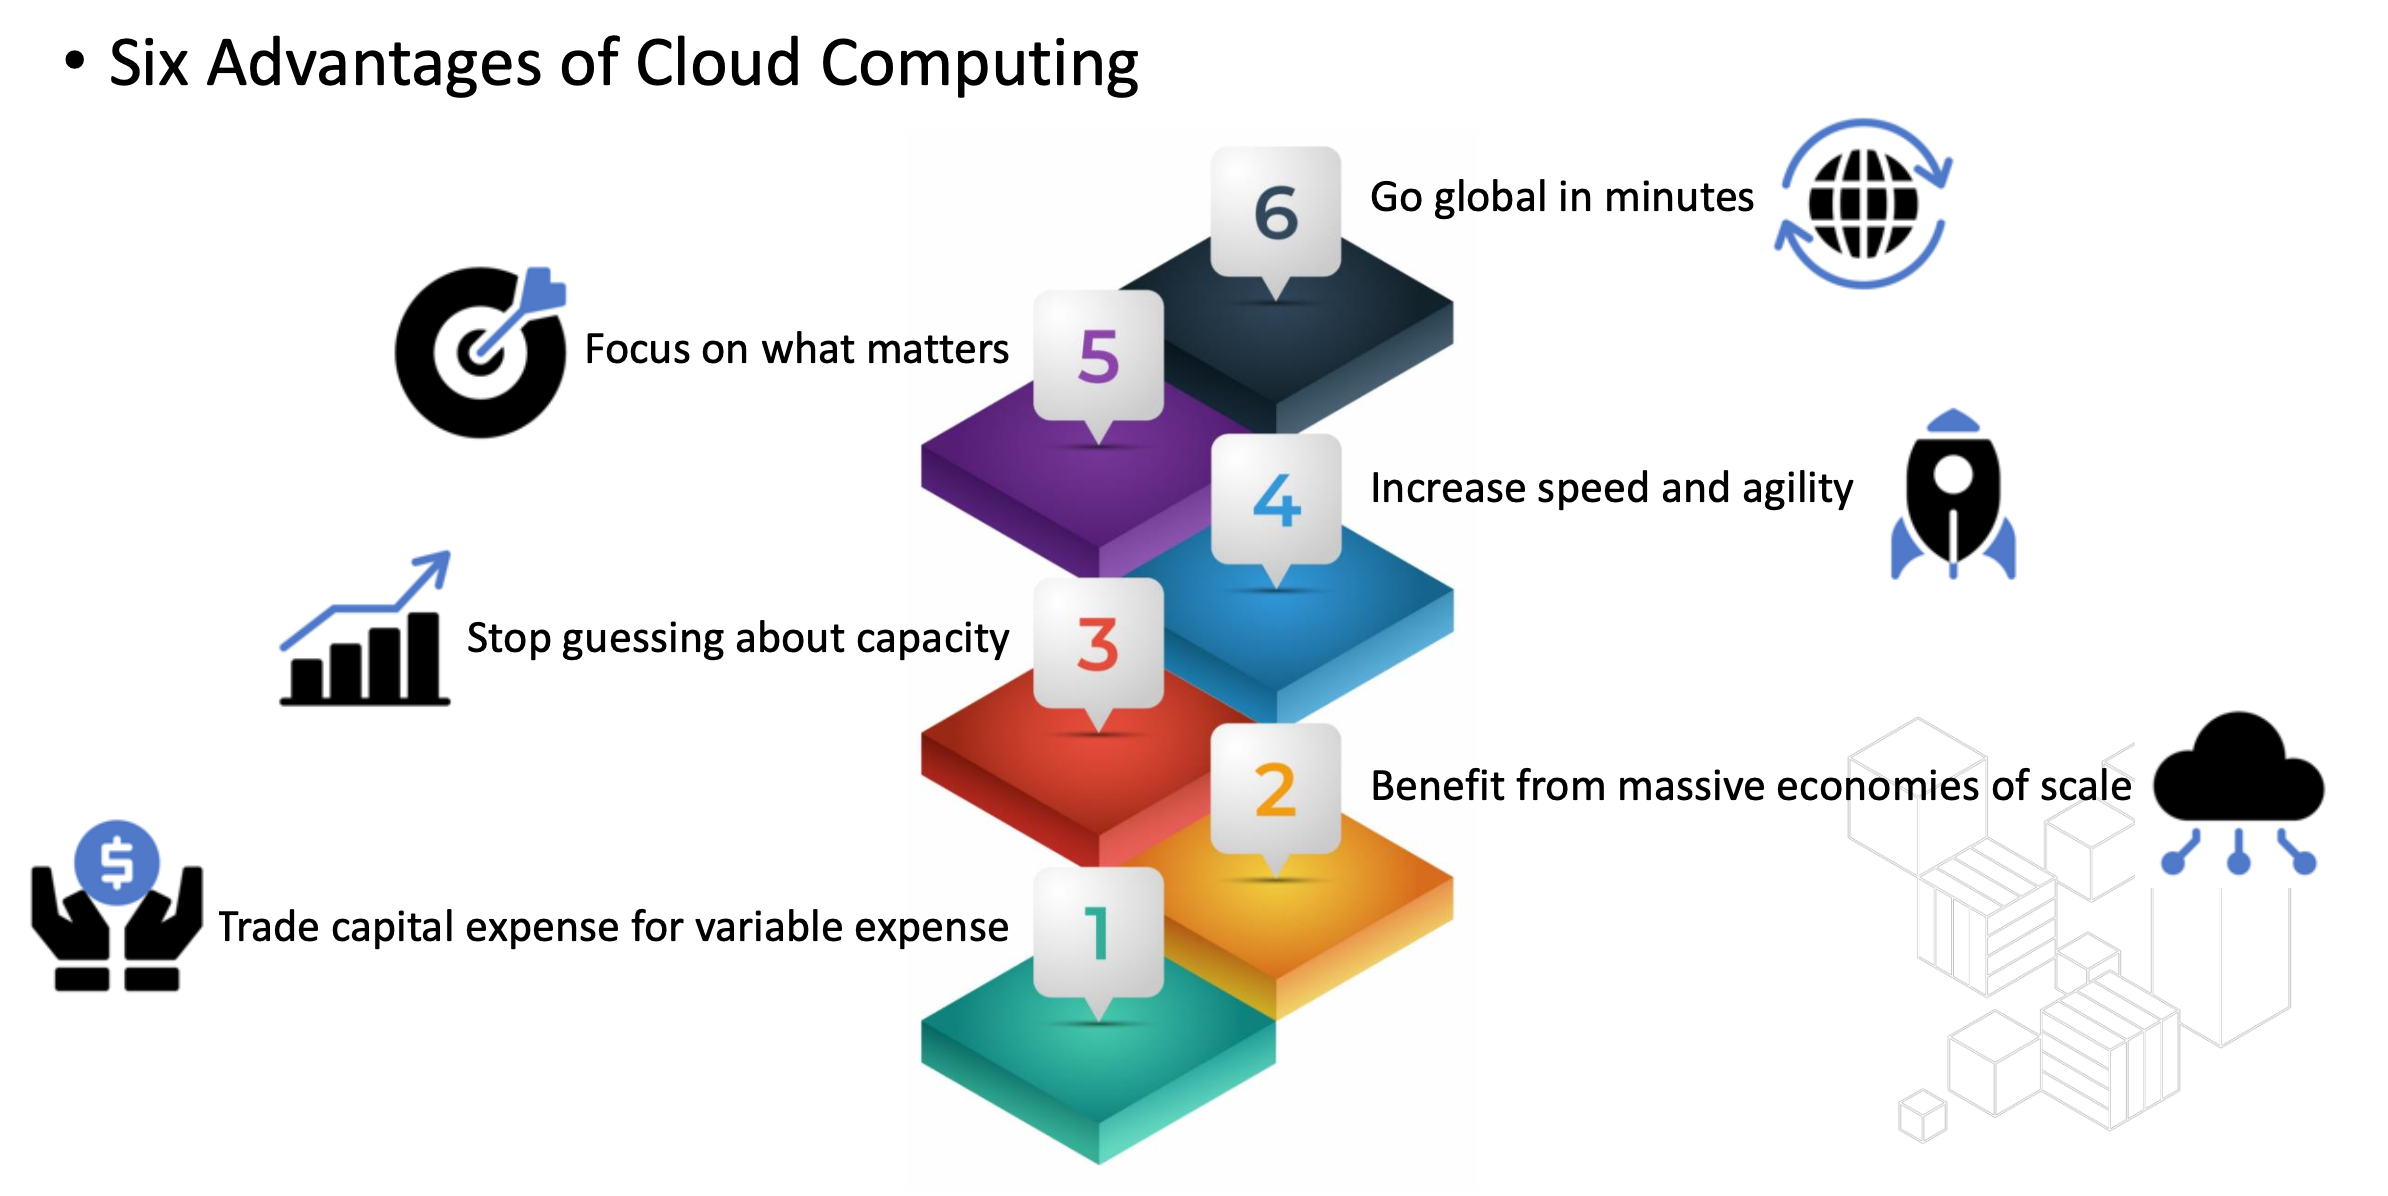 • Six Advantages of Cloud Computing
6
Go global in minutes
Focus on what matters
5
4
Increase speed and agility
Stop guessing about capacity
3
2
Benefit from massive economies of scale
$
Trade capital expense for variable expense
1